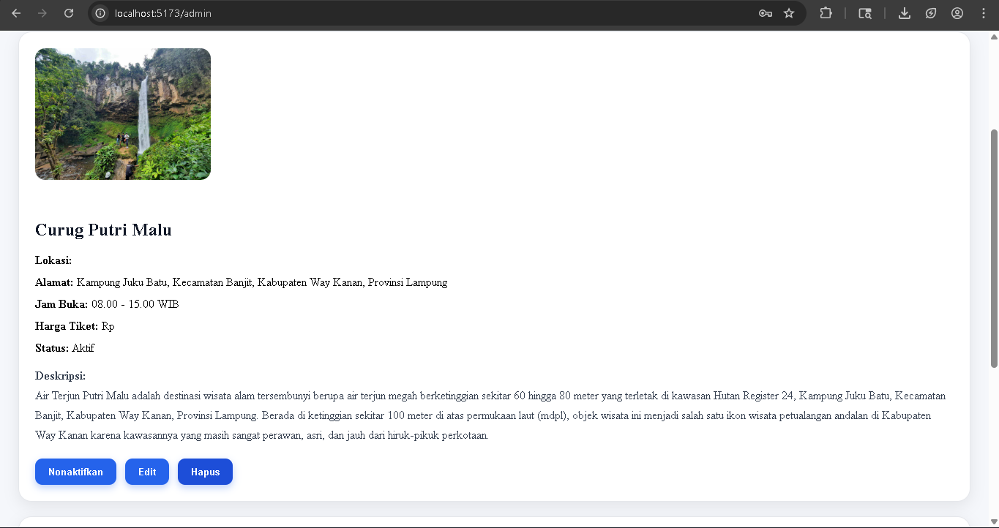 localhost:5173/admin
Curug Putri Malu
Lokasi:
Alamat: Kampung Juku Batu, Kecamatan Banjit, Kabupaten Way Kanan, Provinsi Lampung
Jam Buka: 08.00 - 15.00 WIB
Harga Tiket: Rp
Status: Aktif
Deskripsi:
Air Terjun Putri Malu adalah destinasi wisata alam tersembunyi berupa air terjun megah berketinggian sekitar 60 hingga 80 meter yang terletak di kawasan Hutan Register 24, Kampung Juku Batu, Kecamatan
Banjit, Kabupaten Way Kanan, Provinsi Lampung. Berada di ketinggian sekitar 100 meter di atas permukaan laut (mdpl), objek wisata ini menjadi salah satu ikon wisata petualangan andalan di Kabupaten
Way Kanan karena kawasannya yang masih sangat perawan, asri, dan jauh dari hiruk-pikuk perkotaan.
Nonaktifkan Edit Hapus